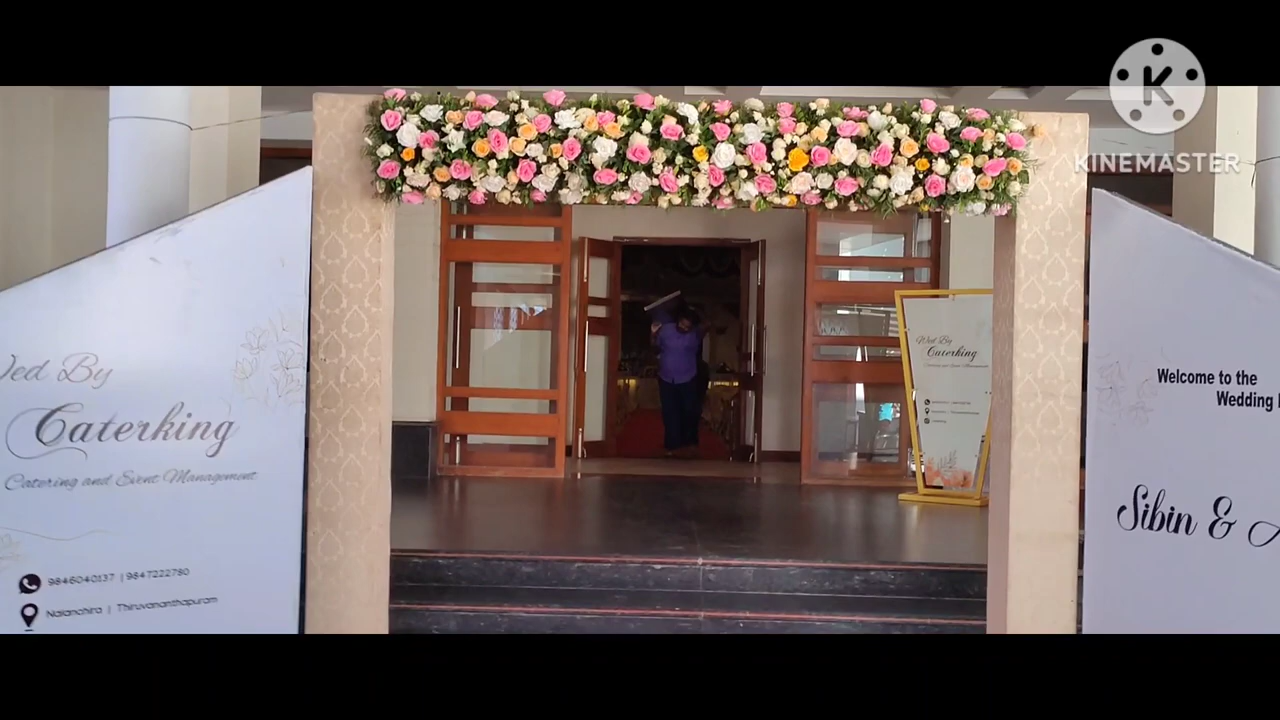 K
KINEMASTER
Wed By
Caterking
Catering and Event Management
9846040137 | 9847222780
Nalanchira | Thiruvananthapuram
Wed By
Caterking
Welcome to the
Wedding
Sibin &